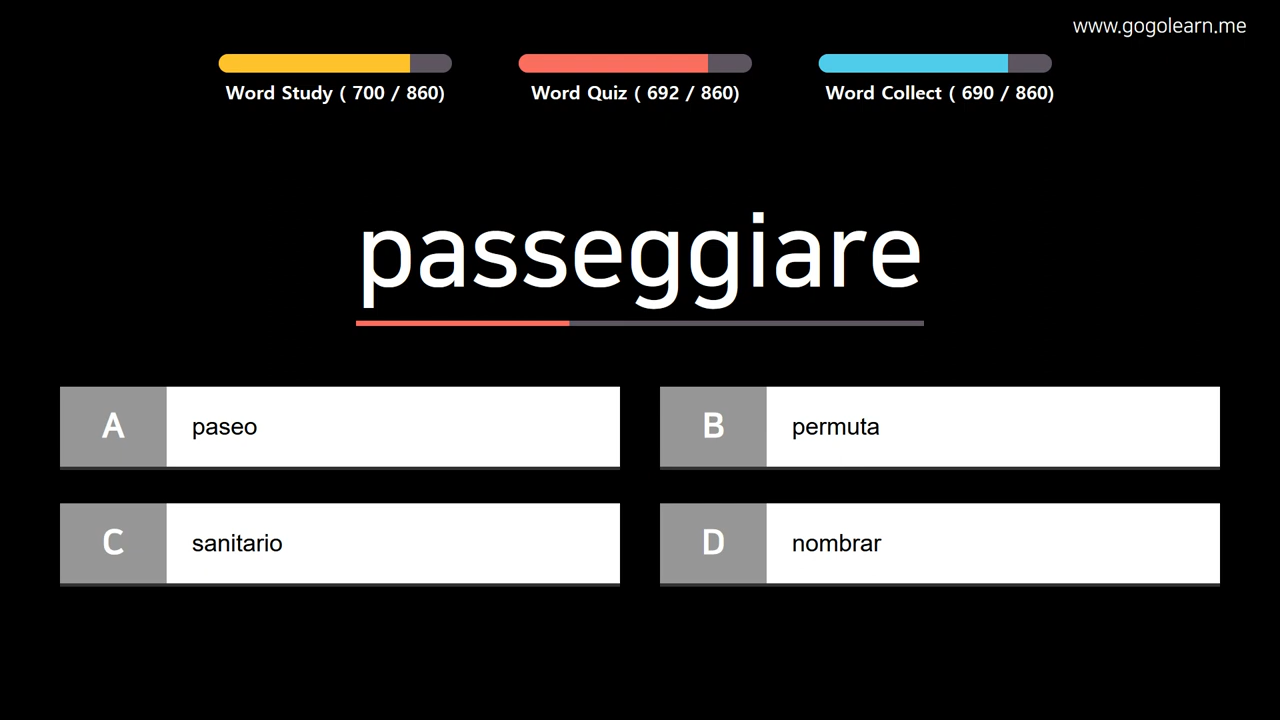 www.gogolearn.me
Word Study ( 700 / 860)
Word Quiz ( 692 / 860)
Word Collect ( 690 / 860)
passeggiare
A paseo
B permuta
C sanitario
D nombrar